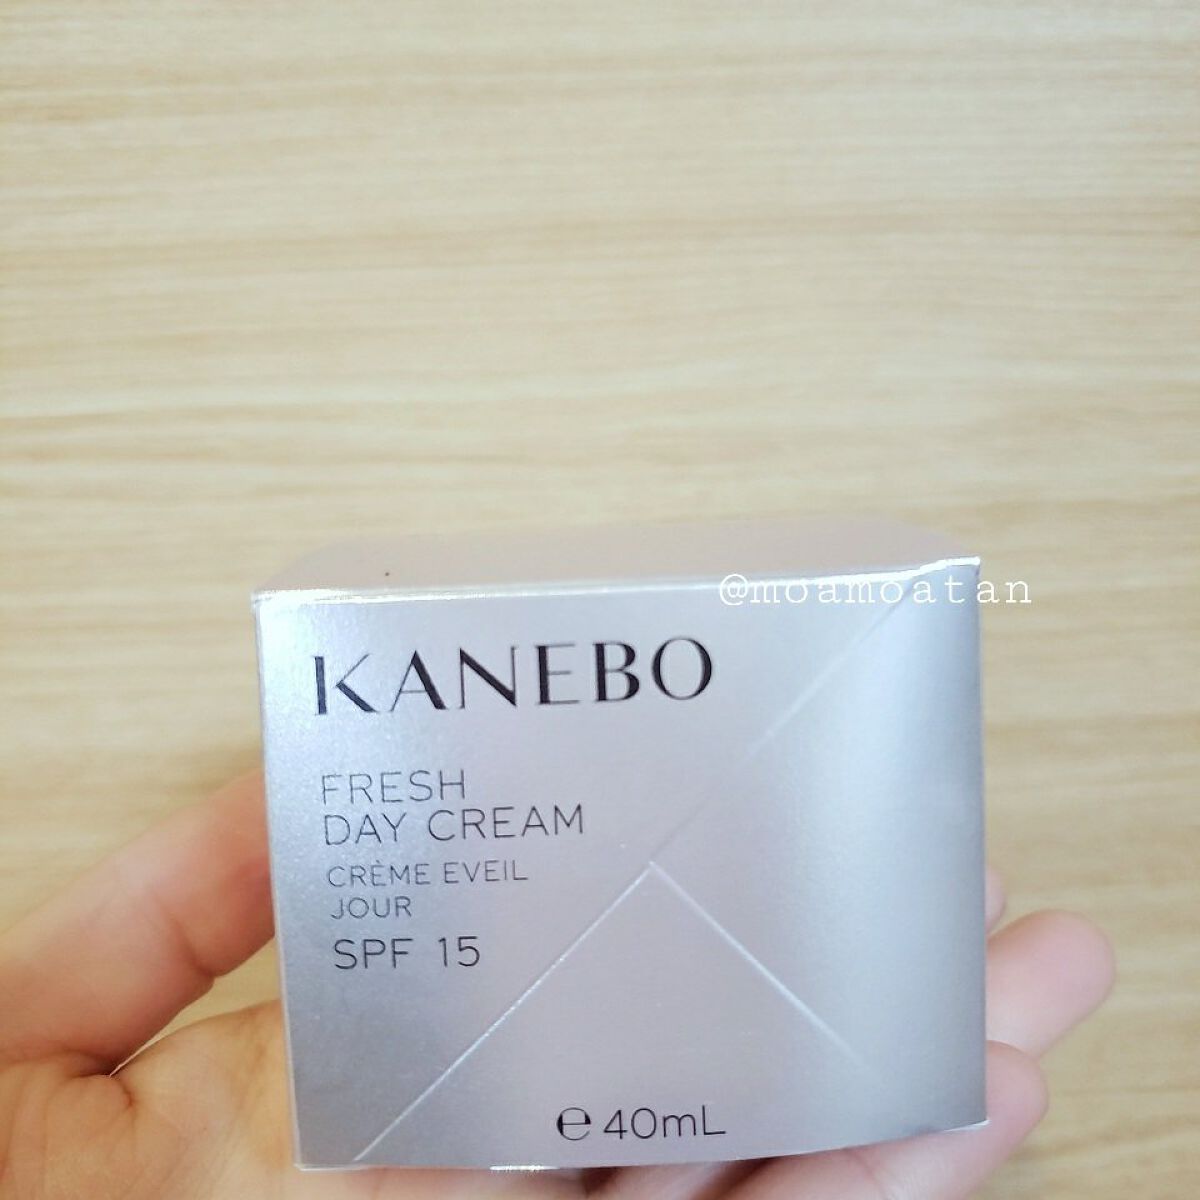 @moamoatan
KANEBO
FRESH
DAY CREAM
CRÈME EVEIL
JOUR
SPF 15
℮ 40mL